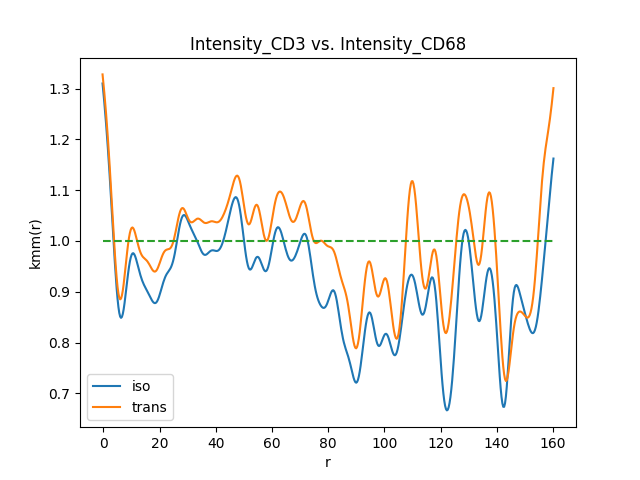 Intensity_CD3 vs. Intensity_CD68
kmm(r)
1.3
1.2
1.1
1.0
0.9
0.8
0.7
iso
trans
0 20 40 60 80 100 120 140 160
r